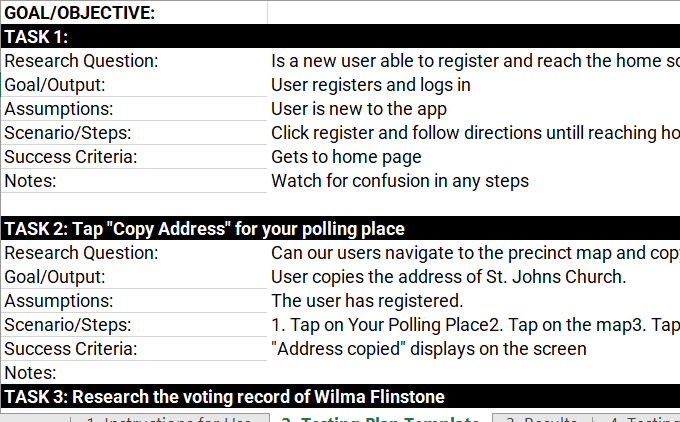 GOAL/OBJECTIVE:
TASK 1:
Research Question: Is a new user able to register and reach the home
Goal/Output: User registers and logs in
Assumptions: User is new to the app
Scenario/Steps: Click register and follow directions untill reaching
Success Criteria: Gets to home page
Notes: Watch for confusion in any steps
TASK 2: Tap "Copy Address" for your polling place
Research Question: Can our users navigate to the precinct map and
Goal/Output: User copies the address of St. Johns Church.
Assumptions: The user has registered.
Scenario/Steps: 1. Tap on Your Polling Place2. Tap on the map3. Tap
Success Criteria: "Address copied" displays on the screen
Notes:
TASK 3: Research the voting record of Wilma Flinstone
1. Instructions for Use 2. Testing Plan Template 3. Results 4. Testing